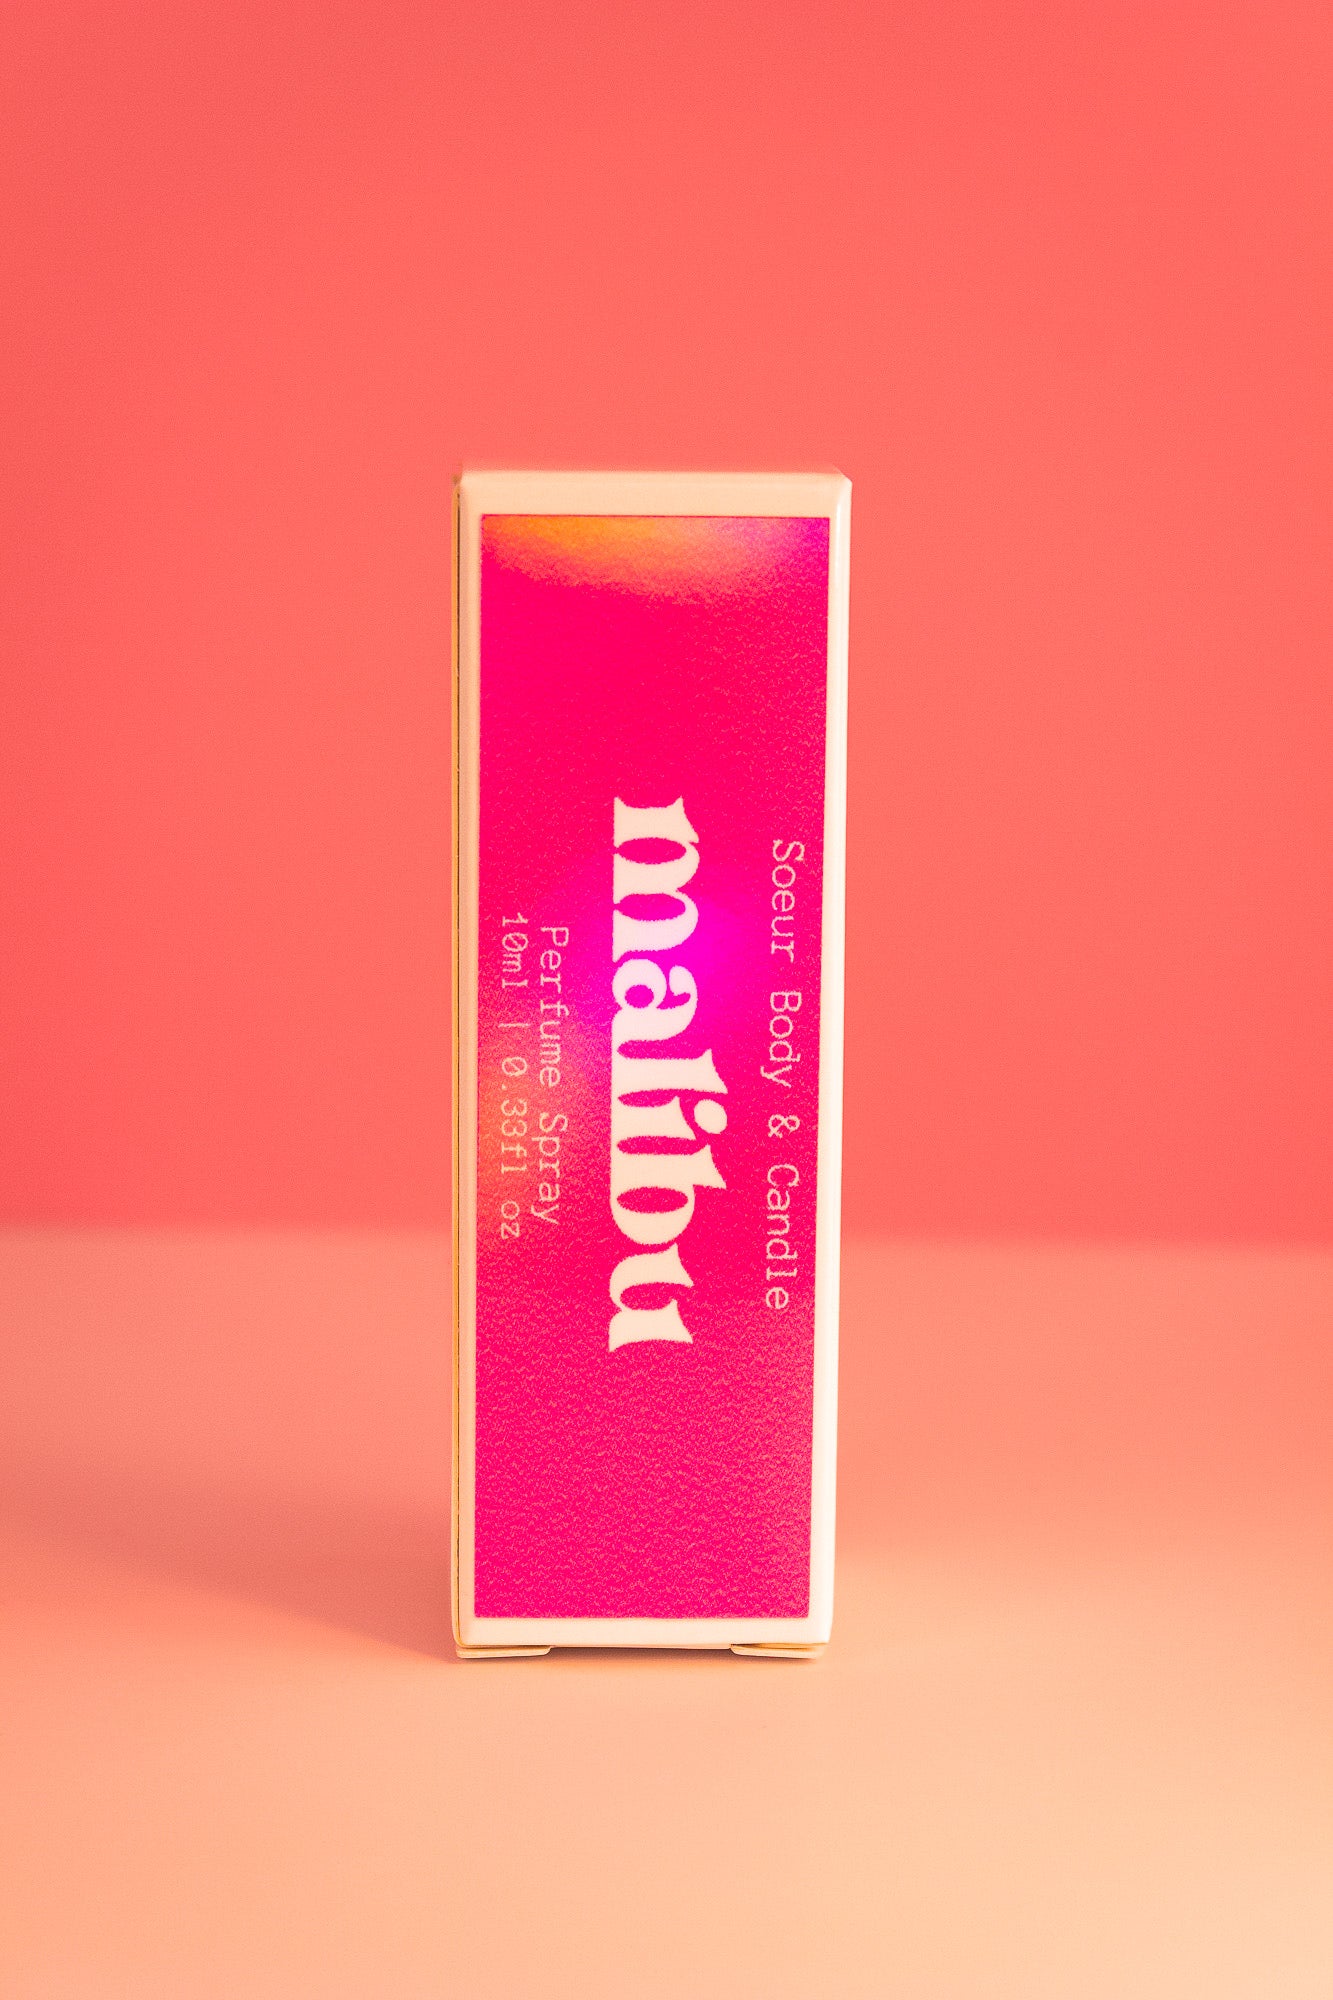 Soeur Body & Candle
malibu
Perfume Spray
10ml | 0.33fl oz